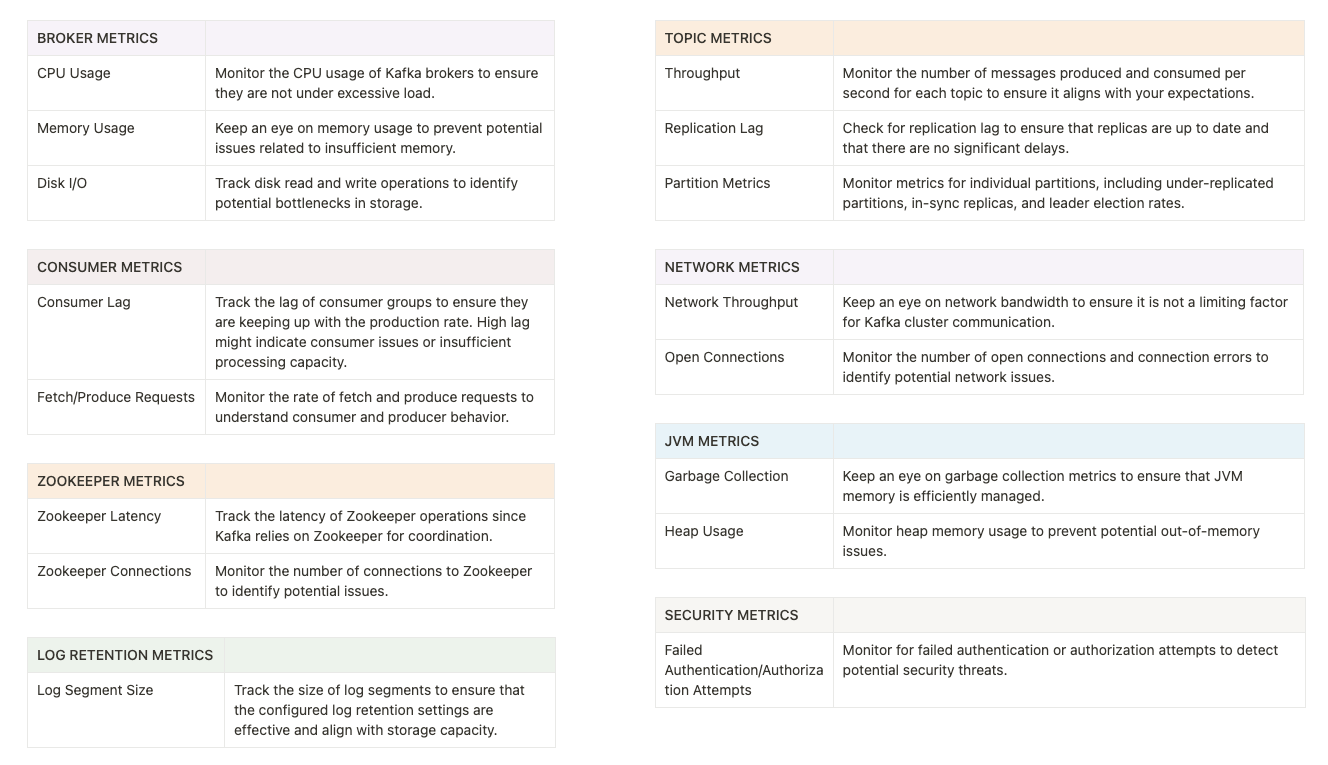 BROKER METRICS
CPU Usage
Monitor the CPU usage of Kafka brokers to ensure
they are not under excessive load.
Memory Usage
Keep an eye on memory usage to prevent potential
issues related to insufficient memory.
Disk I/O
Track disk read and write operations to identify
potential bottlenecks in storage.
CONSUMER METRICS
Consumer Lag
Track the lag of consumer groups to ensure they
are keeping up with the production rate. High lag
might indicate consumer issues or insufficient
processing capacity.
Fetch/Produce Requests
Monitor the rate of fetch and produce requests to
understand consumer and producer behavior.
ZOOKEEPER METRICS
Zookeeper Latency
Track the latency of Zookeeper operations since
Kafka relies on Zookeeper for coordination.
Zookeeper Connections
Monitor the number of connections to Zookeeper
to identify potential issues.
LOG RETENTION METRICS
Log Segment Size
Track the size of log segments to ensure that
the configured log retention settings are
effective and align with storage capacity.
TOPIC METRICS
Throughput
Monitor the number of messages produced and consumed per
second for each topic to ensure it aligns with your expectations.
Replication Lag
Check for replication lag to ensure that replicas are up to date and
that there are no significant delays.
Partition Metrics
Monitor metrics for individual partitions, including under-replicated
partitions, in-sync replicas, and leader election rates.
NETWORK METRICS
Network Throughput
Keep an eye on network bandwidth to ensure it is not a limiting factor
for Kafka cluster communication.
Open Connections
Monitor the number of open connections and connection errors to
identify potential network issues.
JVM METRICS
Garbage Collection
Keep an eye on garbage collection metrics to ensure that JVM
memory is efficiently managed.
Heap Usage
Monitor heap memory usage to prevent potential out-of-memory
issues.
SECURITY METRICS
Failed
Authentication/Authoriza
tion Attempts
Monitor for failed authentication or authorization attempts to detect
potential security threats.